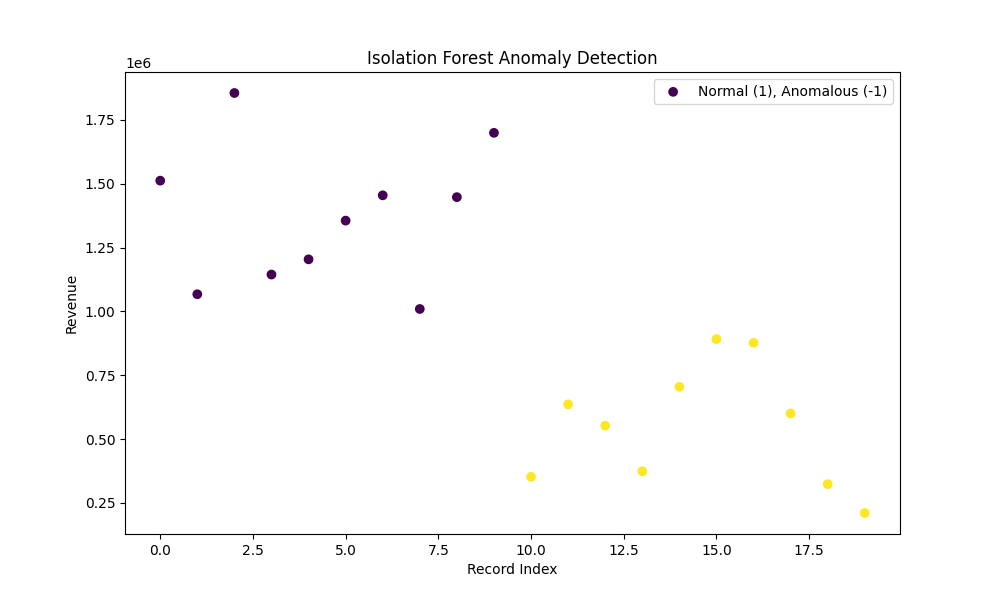 Isolation Forest Anomaly Detection
1e6
Normal (1), Anomalous (-1)
1.75
1.50
1.25
1.00
0.75
0.50
0.25
Revenue
0.0 2.5 5.0 7.5 10.0 12.5 15.0 17.5
Record Index